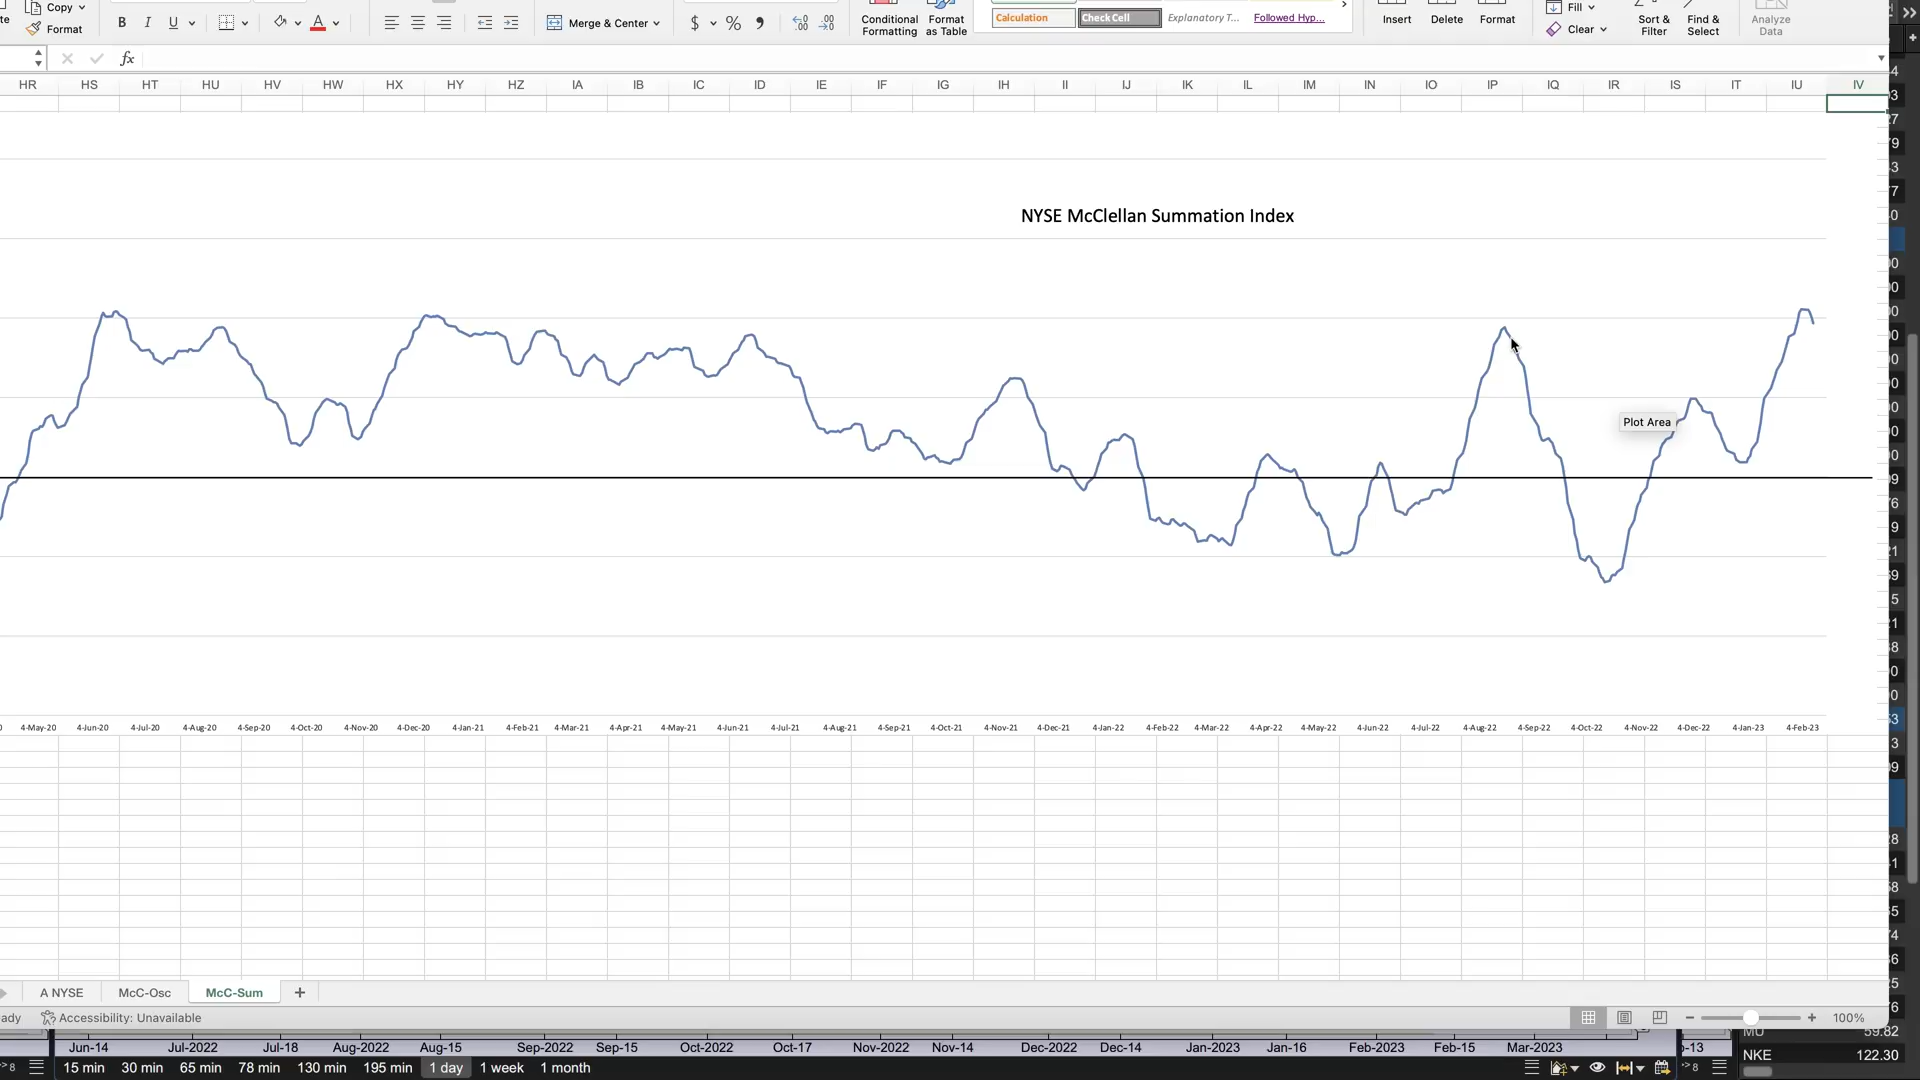 Copy
Calculation
Check Cell
Explanatory T...
Followed Hyp...
Fill
Format
B I U
A
Merge & Center
$ % 9
Conditional Formatting
Format as Table
Insert
Delete
Format
Clear
Sort & Filter
Find & Select
Analyze Data
fx
HR HS HT HU HV HW HX HY HZ IA IB IC ID IE IF IG IH II IJ IK IL IM IN IO IP IQ IR IS IT IU IV
NYSE McClellan Summation Index
Plot Area
4-May-20 4-Jun-20 4-Jul-20 4-Aug-20 4-Sep-20 4-Oct-20 4-Nov-20 4-Dec-20 4-Jan-21 4-Feb-21 4-Mar-21 4-Apr-21 4-May-21 4-Jun-21 4-Jul-21 4-Aug-21 4-Sep-21 4-Oct-21 4-Nov-21 4-Dec-21 4-Jan-22 4-Feb-22 4-Mar-22 4-Apr-22 4-May-22 4-Jun-22 4-Jul-22 4-Aug-22 4-Sep-22 4-Oct-22 4-Nov-22 4-Dec-22 4-Jan-23 4-Feb-23
A NYSE McC-Osc McC-Sum +
ady Accessibility: Unavailable
100%
59.82
Jun-14 Jul-2022 Jul-18 Aug-2022 Aug-15 Sep-2022 Sep-15 Oct-2022 Oct-17 Nov-2022 Nov-14 Dec-2022 Dec-14 Jan-2023 Jan-16 Feb-2023 Feb-15 Mar-2023
NKE 122.30
15 min 30 min 65 min 78 min 130 min 195 min 1 day 1 week 1 month